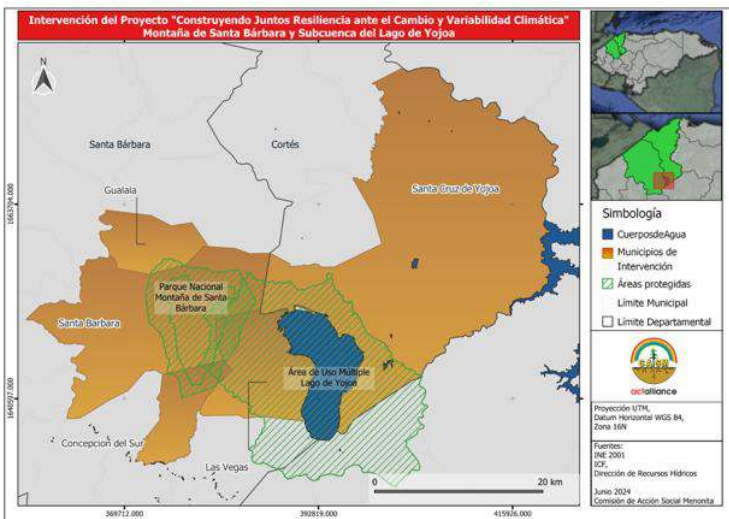 Intervención del Proyecto "Construyendo Juntos Resiliencia ante el Cambio y Variabilidad Climática"
Montaña de Santa Bárbara y Subcuenca del Lago de Yojoa
N
Santa Bárbara
Cortés
Gualala
Santa Cruz de Yojoa
1663704.000
Parque Nacional
Montaña de Santa
Bárbara
Santa Barbara
Área de Uso Múltiple
Lago de Yojoa
1640597.000
Concepcion del Sur
Las Vegas
0
20 km
369712.000
392819.000
415926.000
Simbología
CuerposdeAgua
Municipios de
Intervención
Áreas protegidas
Límite Municipal
Límite Departamental
actalliance
Proyección UTM,
Datum Horizontal WGS 84,
Zona 16N
Fuentes:
INE 2001
ICF,
Dirección de Recursos Hídricos
Junio 2024
Comisión de Acción Social Menonita